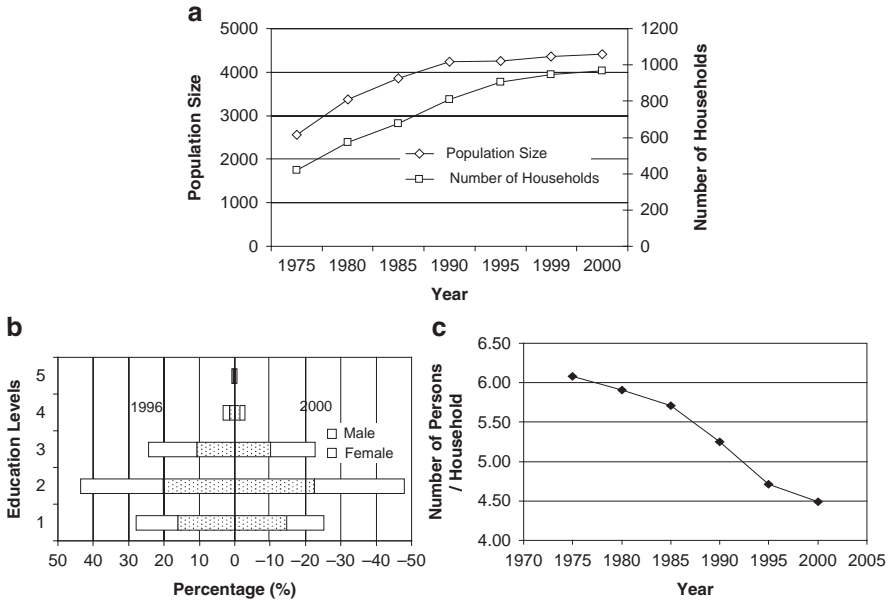 a
5000
4000
3000
2000
1000
0
Population Size
1200
1000
800
600
400
200
0
Number of Households
Population Size
Number of Households
1975 1980 1985 1990 1995 1999 2000
Year
b
Education Levels
5
4
3
2
1
1996
2000
Male
Female
50 40 30 20 10 0 –10 –20 –30 –40 –50
Percentage (%)
c
Number of Persons
/ Household
6.50
6.00
5.50
5.00
4.50
4.00
1970 1975 1980 1985 1990 1995 2000 2005
Year